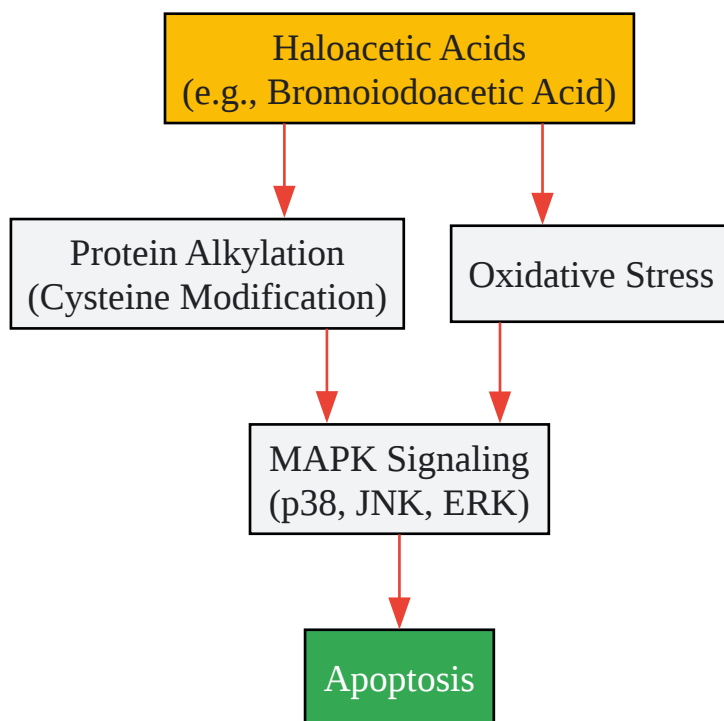 Haloacetic Acids
(e.g., Bromoiodoacetic Acid)
Protein Alkylation
(Cysteine Modification)
Oxidative Stress
MAPK Signaling
(p38, JNK, ERK)
Apoptosis